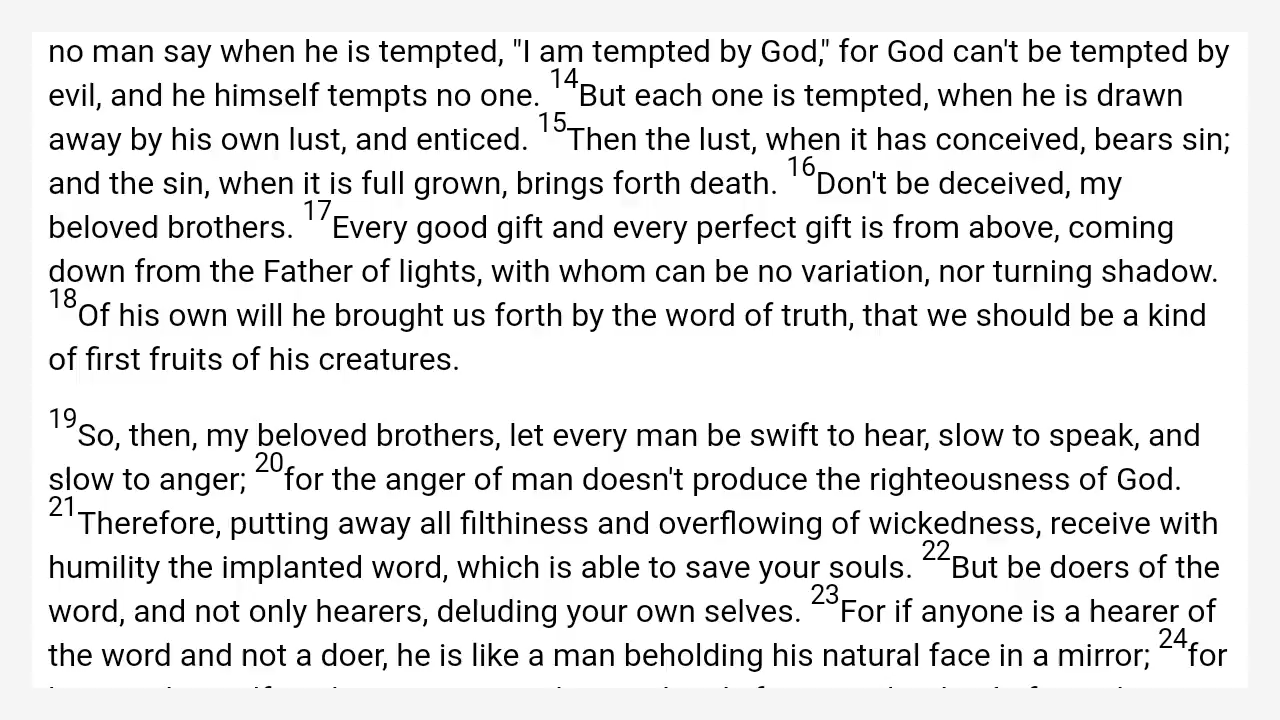 no man say when he is tempted, "I am tempted by God," for God can't be tempted by
evil, and he himself tempts no one. 14But each one is tempted, when he is drawn
away by his own lust, and enticed. 15Then the lust, when it has conceived, bears sin;
and the sin, when it is full grown, brings forth death. 16Don't be deceived, my
beloved brothers. 17Every good gift and every perfect gift is from above, coming
down from the Father of lights, with whom can be no variation, nor turning shadow.
18Of his own will he brought us forth by the word of truth, that we should be a kind
of first fruits of his creatures.
19So, then, my beloved brothers, let every man be swift to hear, slow to speak, and
slow to anger; 20for the anger of man doesn't produce the righteousness of God.
21Therefore, putting away all filthiness and overflowing of wickedness, receive with
humility the implanted word, which is able to save your souls. 22But be doers of the
word, and not only hearers, deluding your own selves. 23For if anyone is a hearer of
the word and not a doer, he is like a man beholding his natural face in a mirror; 24for